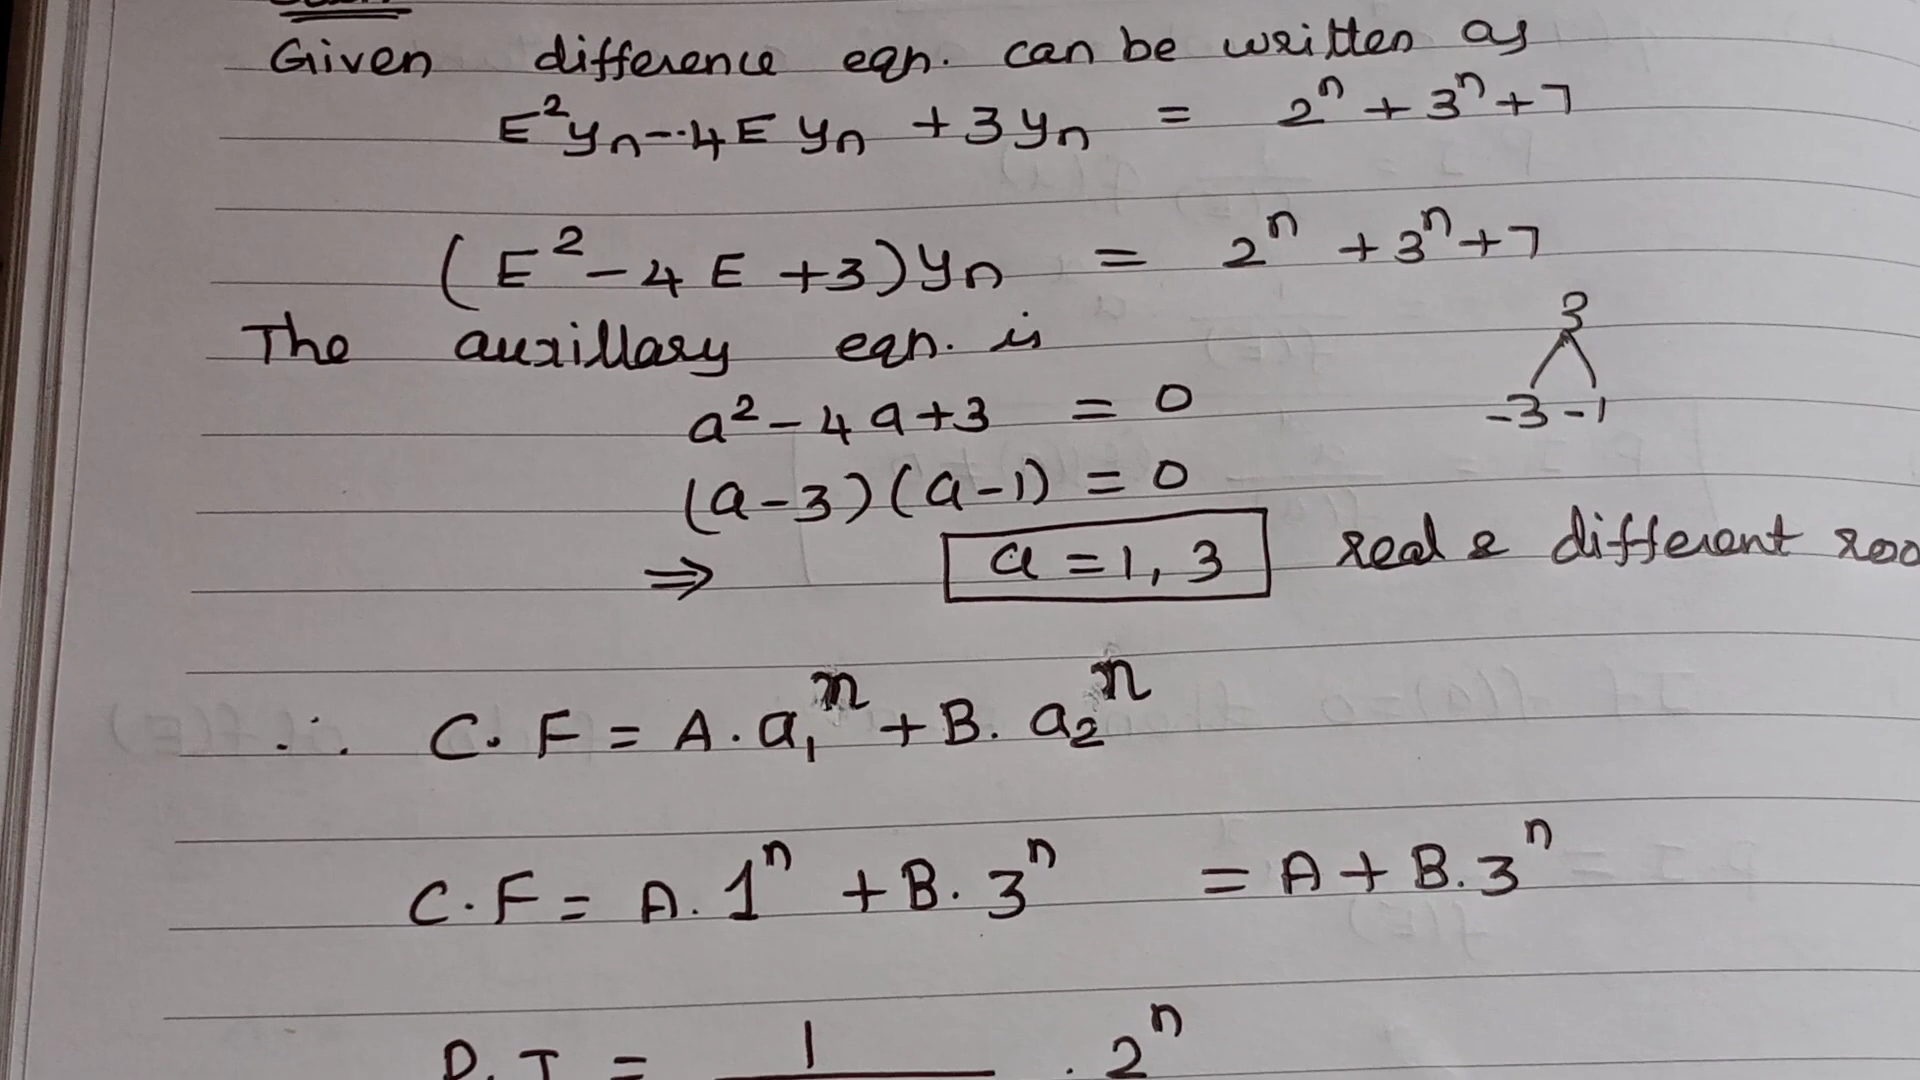 Given difference eqn. can be written as
E²yₙ - 4E yₙ + 3yₙ = 2ⁿ + 3ⁿ + 7
(E² - 4E + 3)yₙ = 2ⁿ + 3ⁿ + 7
3
The auxillary eqn. is
a² - 4a + 3 = 0
-3 -1
(a-3)(a-1) = 0
⇒ a = 1, 3 real & different
∴ C.F = A.a₁ⁿ + B.a₂ⁿ
C.F = A.1ⁿ + B.3ⁿ = A + B.3ⁿ
P.I = 1 . 2ⁿ